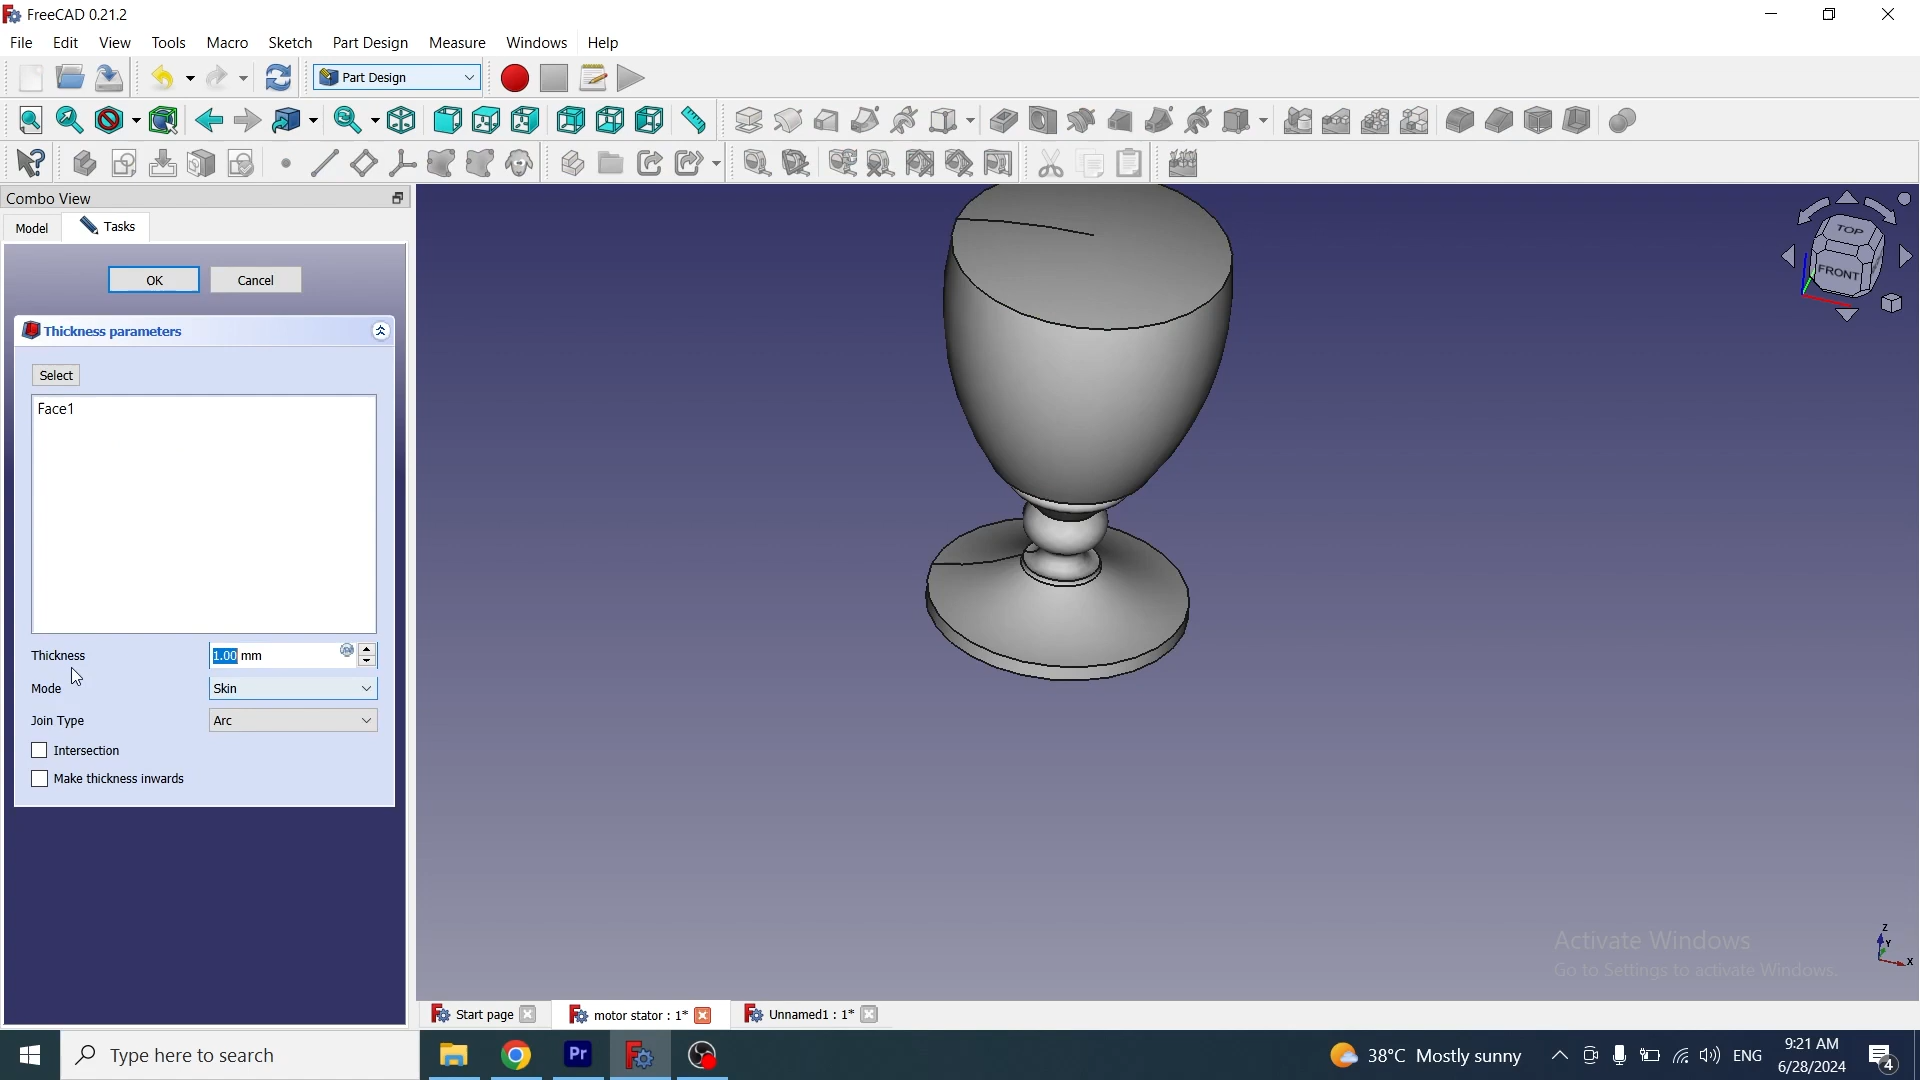 FreeCAD 0.21.2
File Edit View Tools Macro Sketch Part Design Measure Windows Help
Part Design
Combo View
Model Tasks
OK Cancel
Thickness parameters
Select
Face1
Thickness 1.00 mm
Mode Skin
Join Type Arc
Intersection
Make thickness inwards
TOP
FRONT
Z
Y
X
Activate Windows
Go to Settings to activate Windows.
Start page motor stator : 1* Unnamed1 : 1*
Type here to search
Pr
38°C Mostly sunny
ENG
9:21 AM
6/28/2024
4